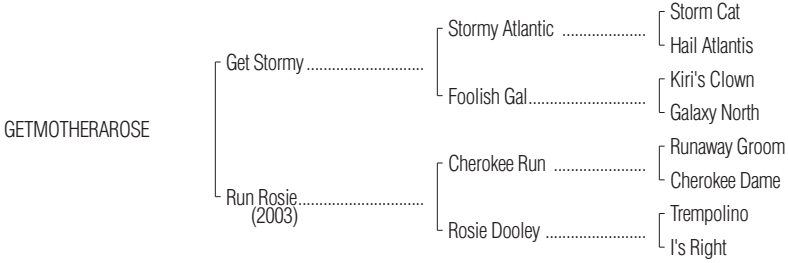 Storm Cat
Stormy Atlantic ....................
Hail Atlantis
Get Stormy ...........................
Kiri's Clown
Foolish Gal...........................
Galaxy North
GETMOTHERAROSE
Runaway Groom
Cherokee Run .....................
Cherokee Dame
Run Rosie.............................
(2003)
Trempolino
Rosie Dooley .......................
I's Right